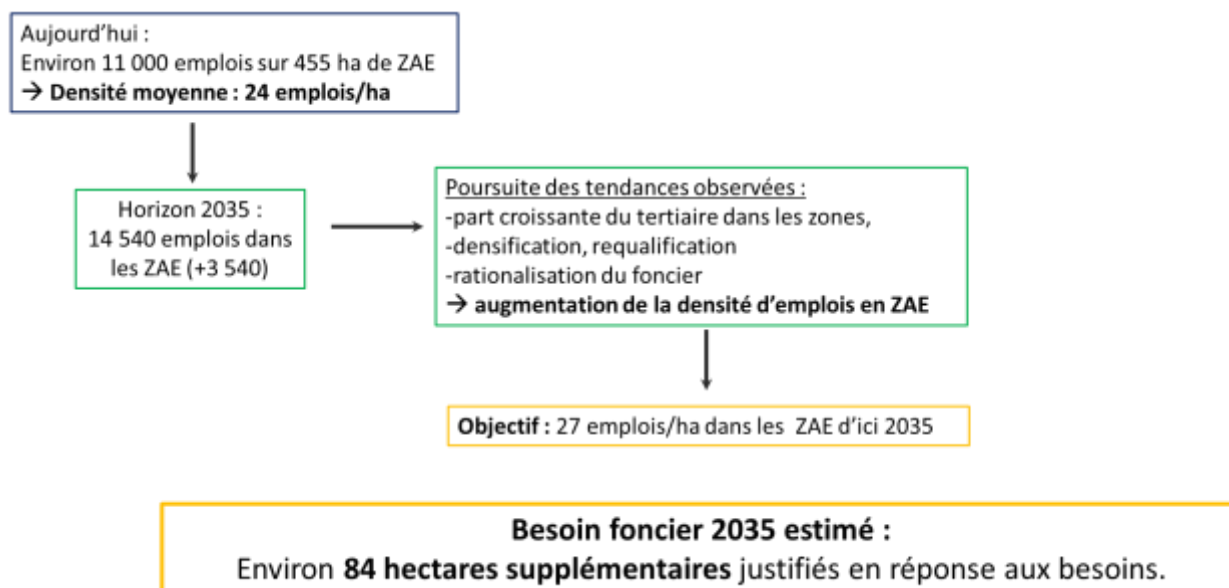 Aujourd’hui :
Environ 11 000 emplois sur 455 ha de ZAE
→ Densité moyenne : 24 emplois/ha
Horizon 2035 :
14 540 emplois dans
les ZAE (+3 540)
Poursuite des tendances observées :
-part croissante du tertiaire dans les zones,
-densification, requalification
-rationalisation du foncier
→ augmentation de la densité d’emplois en ZAE
Objectif : 27 emplois/ha dans les ZAE d’ici 2035
Besoin foncier 2035 estimé :
Environ 84 hectares supplémentaires justifiés en réponse aux besoins.